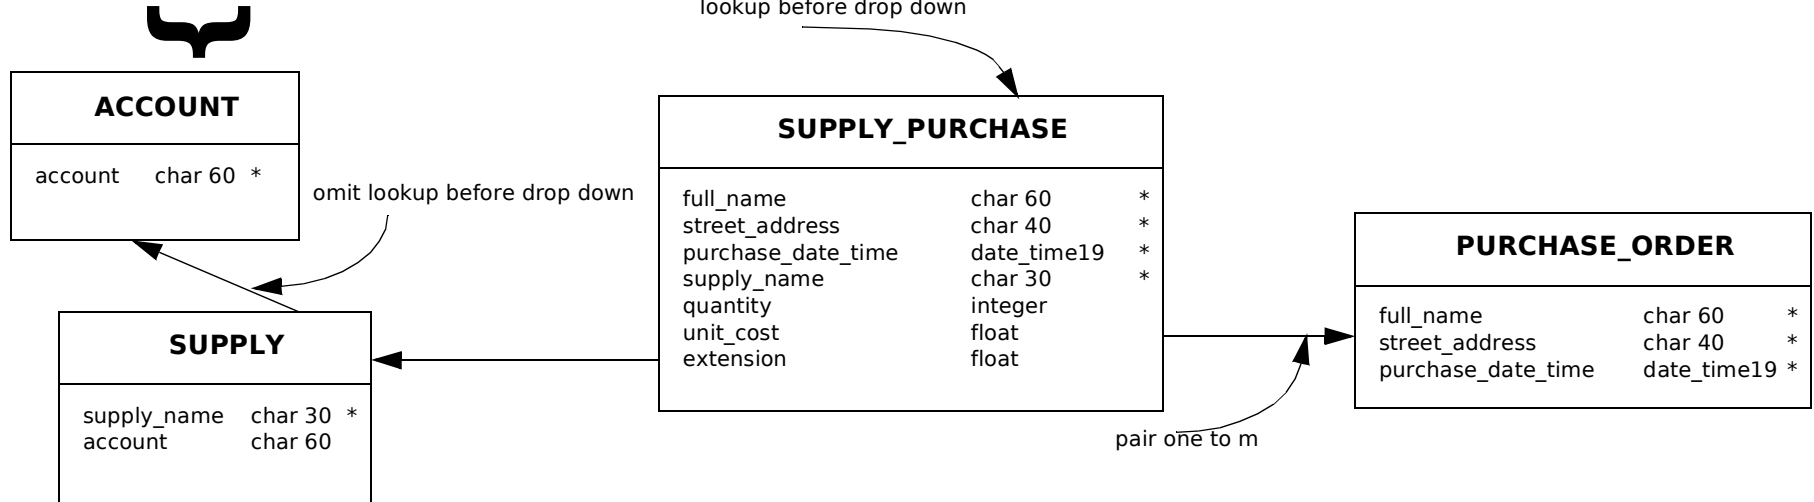 lookup before drop down
ACCOUNT
account char 60 *
omit lookup before drop down
SUPPLY
supply_name char 30 *
account char 60
SUPPLY_PURCHASE
full_name char 60 *
street_address char 40 *
purchase_date_time date_time19 *
supply_name char 30 *
quantity integer
unit_cost float
extension float
pair one to m
PURCHASE_ORDER
full_name char 60 *
street_address char 40 *
purchase_date_time date_time19 *